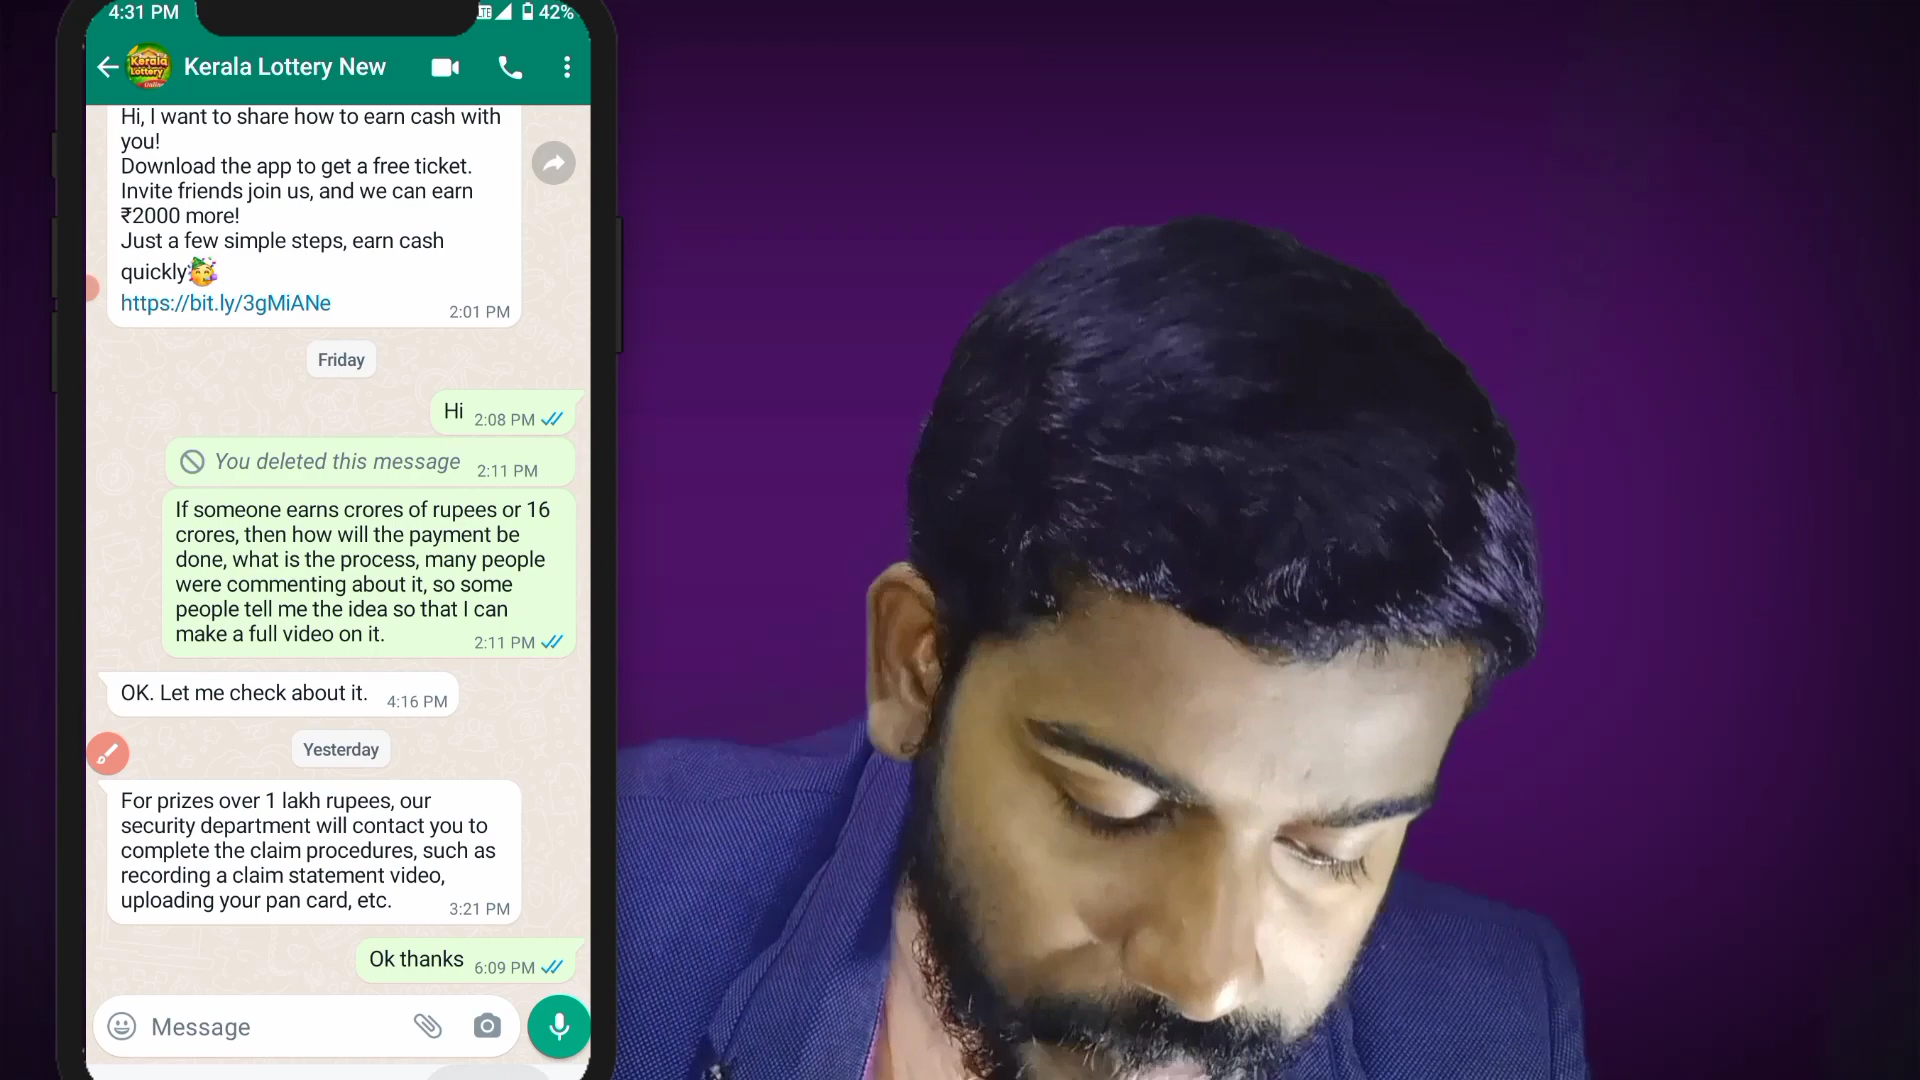 4:31 PM
LTE
42%
Kerala Lottery New
Kerala
Lottery
Online
Hi, I want to share how to earn cash with
you!
Download the app to get a free ticket.
Invite friends join us, and we can earn
₹2000 more!
Just a few simple steps, earn cash
quickly🥳
https://bit.ly/3gMiANe
2:01 PM
Friday
Hi 2:08 PM
You deleted this message 2:11 PM
If someone earns crores of rupees or 16
crores, then how will the payment be
done, what is the process, many people
were commenting about it, so some
people tell me the idea so that I can
make a full video on it.
2:11 PM
OK. Let me check about it. 4:16 PM
Yesterday
For prizes over 1 lakh rupees, our
security department will contact you to
complete the claim procedures, such as
recording a claim statement video,
uploading your pan card, etc.
3:21 PM
Ok thanks 6:09 PM
Message